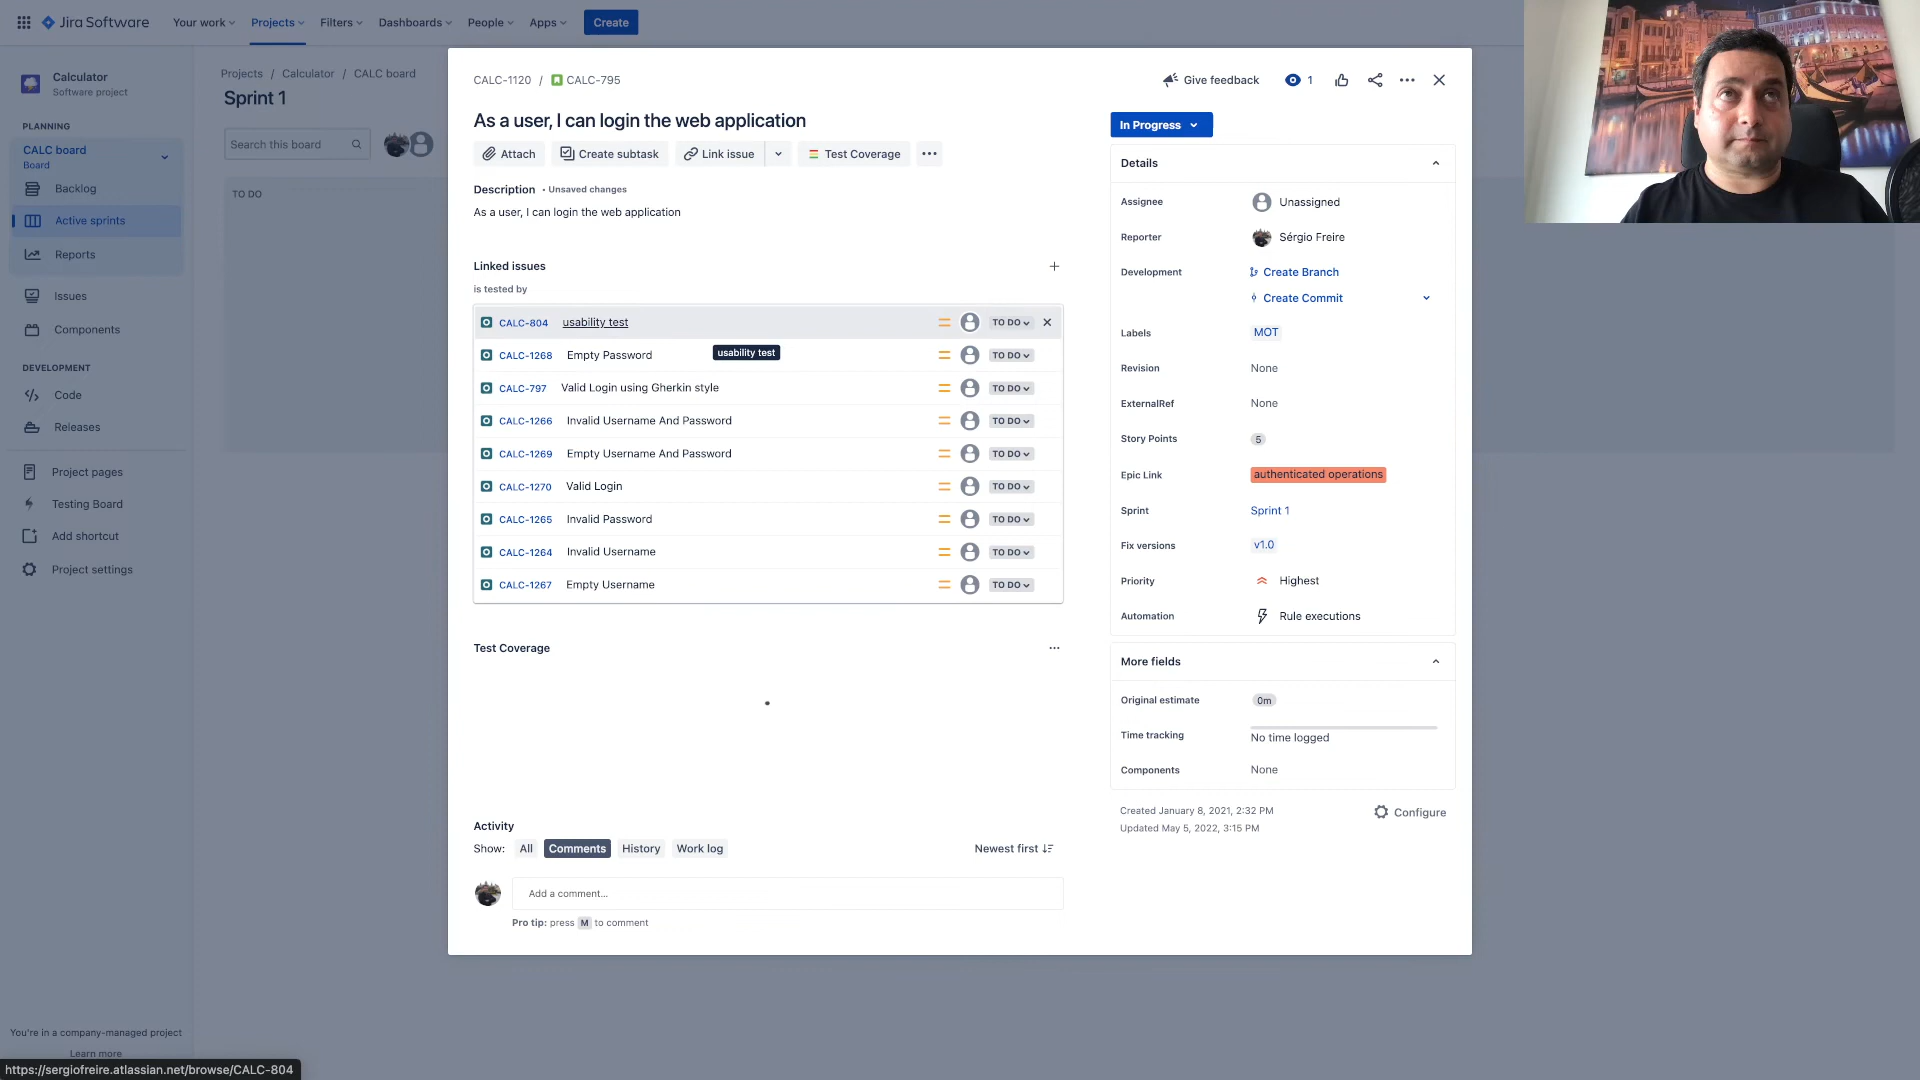 Jira Software
Your work
Projects
Filters
Dashboards
People
Apps
Create
Calculator
Software project
PLANNING
CALC board
Board
Backlog
Active sprints
Reports
Issues
Components
DEVELOPMENT
Code
Releases
Project pages
Testing Board
Add shortcut
Project settings
You're in a company-managed project
Learn more
https://sergiofreire.atlassian.net/browse/CALC-804
Projects / Calculator / CALC board
Sprint 1
Search this board
TO DO
CALC-1120 / CALC-795
Give feedback
1
As a user, I can login the web application
Attach
Create subtask
Link issue
Test Coverage
Description • Unsaved changes
As a user, I can login the web application
Linked issues
is tested by
CALC-804 usability test TO DO
CALC-1268 Empty Password TO DO
usability test
CALC-797 Valid Login using Gherkin style TO DO
CALC-1266 Invalid Username And Password TO DO
CALC-1269 Empty Username And Password TO DO
CALC-1270 Valid Login TO DO
CALC-1265 Invalid Password TO DO
CALC-1264 Invalid Username TO DO
CALC-1267 Empty Username TO DO
Test Coverage
Activity
Show: All Comments History Work log
Newest first
Add a comment...
Pro tip: press M to comment
In Progress
Details
Assignee Unassigned
Reporter Sérgio Freire
Development Create Branch
Create Commit
Labels MOT
Revision None
ExternalRef None
Story Points 5
Epic Link authenticated operations
Sprint Sprint 1
Fix versions v1.0
Priority Highest
Automation Rule executions
More fields
Original estimate 0m
Time tracking No time logged
Components None
Created January 8, 2021, 2:32 PM
Updated May 5, 2022, 3:15 PM
Configure